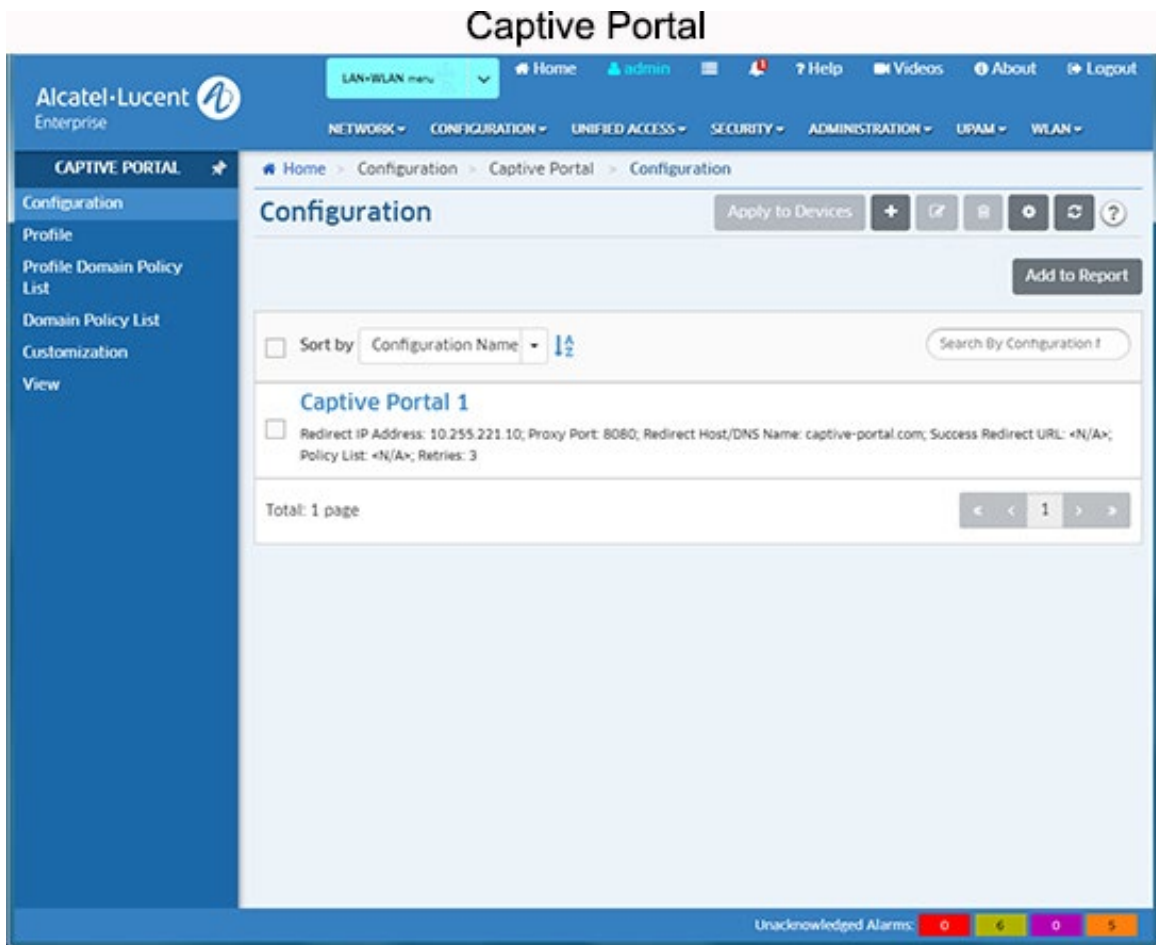 Captive Portal
LAN+WLAN menu
Home admin 1 ? Help Videos About Logout
Alcatel·Lucent
Enterprise
NETWORK CONFIGURATION UNIFIED ACCESS SECURITY ADMINISTRATION UPAM WLAN
CAPTIVE PORTAL
Configuration
Profile
Profile Domain Policy
List
Domain Policy List
Customization
View
Home > Configuration > Captive Portal > Configuration
Configuration
Apply to Devices + ?
Add to Report
Sort by Configuration Name
Search By Configuration
Captive Portal 1
Redirect IP Address: 10.255.221.10; Proxy Port: 8080; Redirect Host/DNS Name: captive-portal.com; Success Redirect URL: <N/A>;
Policy List: <N/A>; Retries: 3
Total: 1 page
« < 1 > »
Unacknowledged Alarms: 0 6 0 5